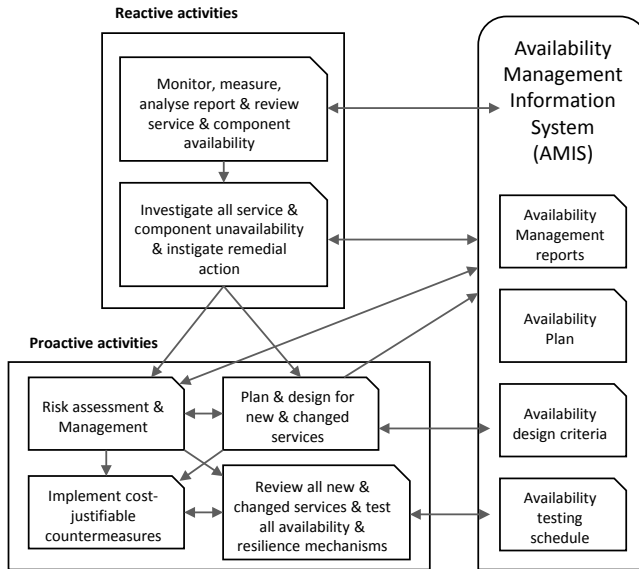 Reactive activities
Monitor, measure,
analyse report & review
service & component
availability
Investigate all service &
component unavailability
& instigate remedial
action
Proactive activities
Risk assessment &
Management
Plan & design for
new & changed
services
Implement cost-
justifiable
countermeasures
Review all new &
changed services & test
all availability &
resilience mechanisms
Availability
Management
Information
System
(AMIS)
Availability
Management
reports
Availability
Plan
Availability
design criteria
Availability
testing
schedule